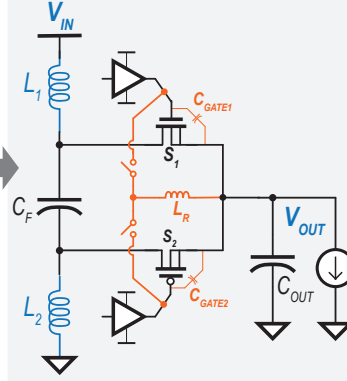 V_IN
L_1
C_GATE1
S_1
C_F
L_R
S_2
V_OUT
C_OUT
L_2
C_GATE2